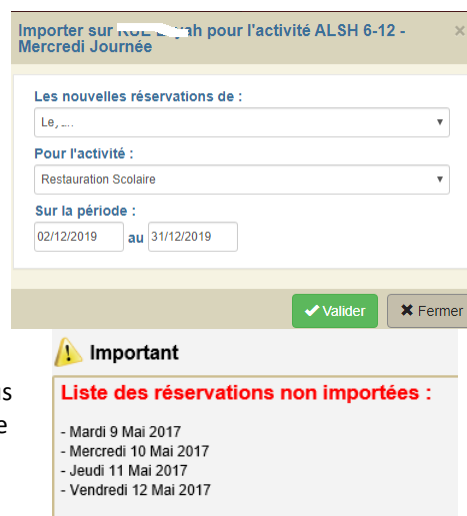 Importer sur pour l'activité ALSH 6-12 -
Mercredi Journée
×
Les nouvelles réservations de :
Le, ...
Pour l'activité :
Restauration Scolaire
Sur la période :
02/12/2019 au 31/12/2019
Valider Fermer
Important
Liste des réservations non importées :
- Mardi 9 Mai 2017
- Mercredi 10 Mai 2017
- Jeudi 11 Mai 2017
- Vendredi 12 Mai 2017